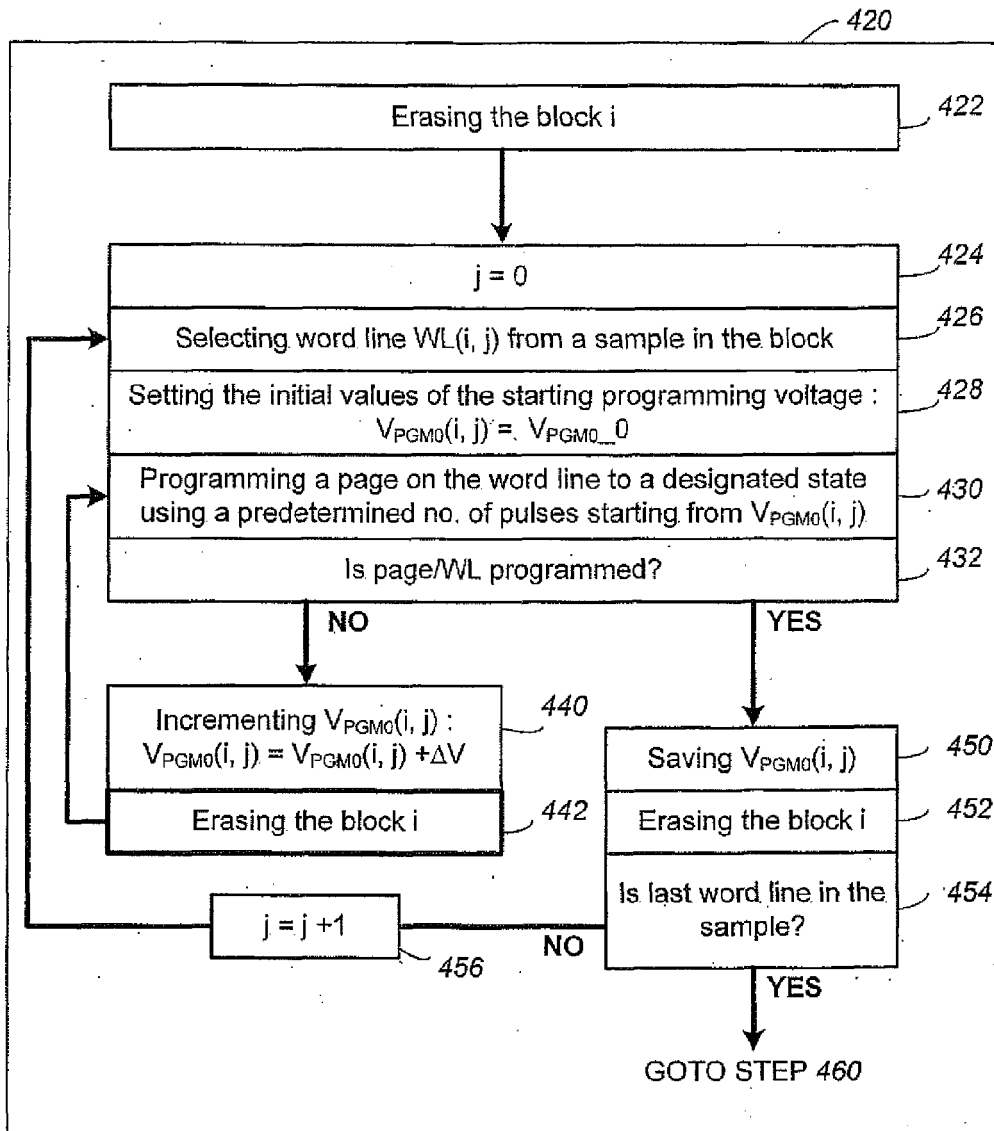 420
Erasing the block i
422
j = 0
424
Selecting word line WL(i, j) from a sample in the block
426
Setting the initial values of the starting programming voltage :
VPGM0(i, j) = VPGM0_0
428
Programming a page on the word line to a designated state
using a predetermined no. of pulses starting from VPGM0(i, j)
430
Is page/WL programmed?
432
NO
YES
Incrementing VPGM0(i, j) :
VPGM0(i, j) = VPGM0(i, j) +ΔV
440
Erasing the block i
442
Saving VPGM0(i, j)
450
Erasing the block i
452
Is last word line in the
sample?
454
NO
j = j +1
456
YES
GOTO STEP 460